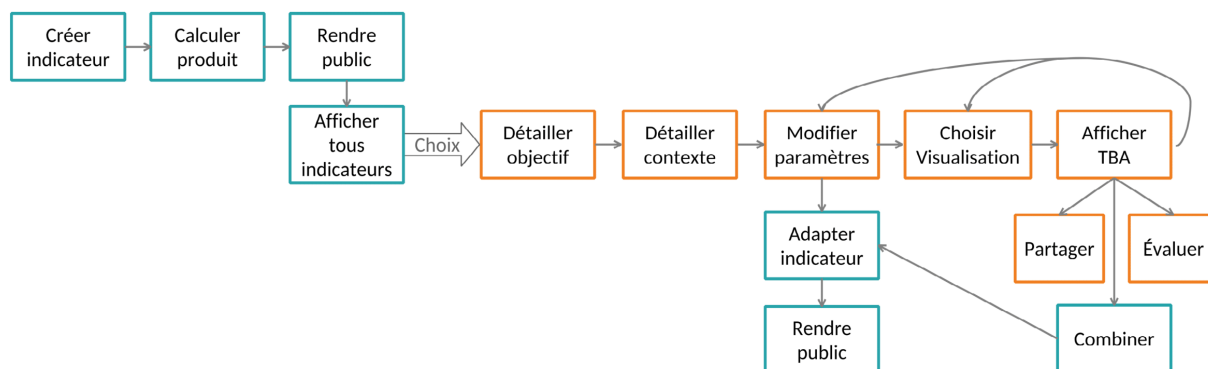 Créer
indicateur
Calculer
produit
Rendre
public
Afficher
tous
indicateurs
Choix
Détailler
objectif
Détailler
contexte
Modifier
paramètres
Choisir
Visualisation
Afficher
TBA
Adapter
indicateur
Partager
Évaluer
Rendre
public
Combiner